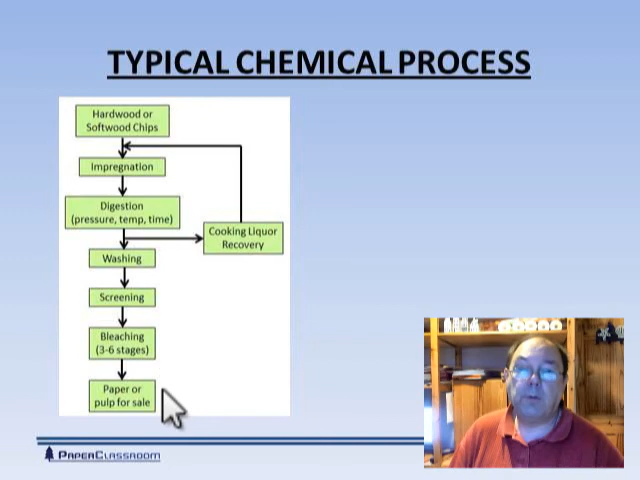 TYPICAL CHEMICAL PROCESS
Hardwood or
Softwood Chips
Impregnation
Digestion
(pressure, temp, time)
Cooking Liquor
Recovery
Washing
Screening
Bleaching
(3-6 stages)
Paper or
pulp for sale
PAPERCLASSROOM